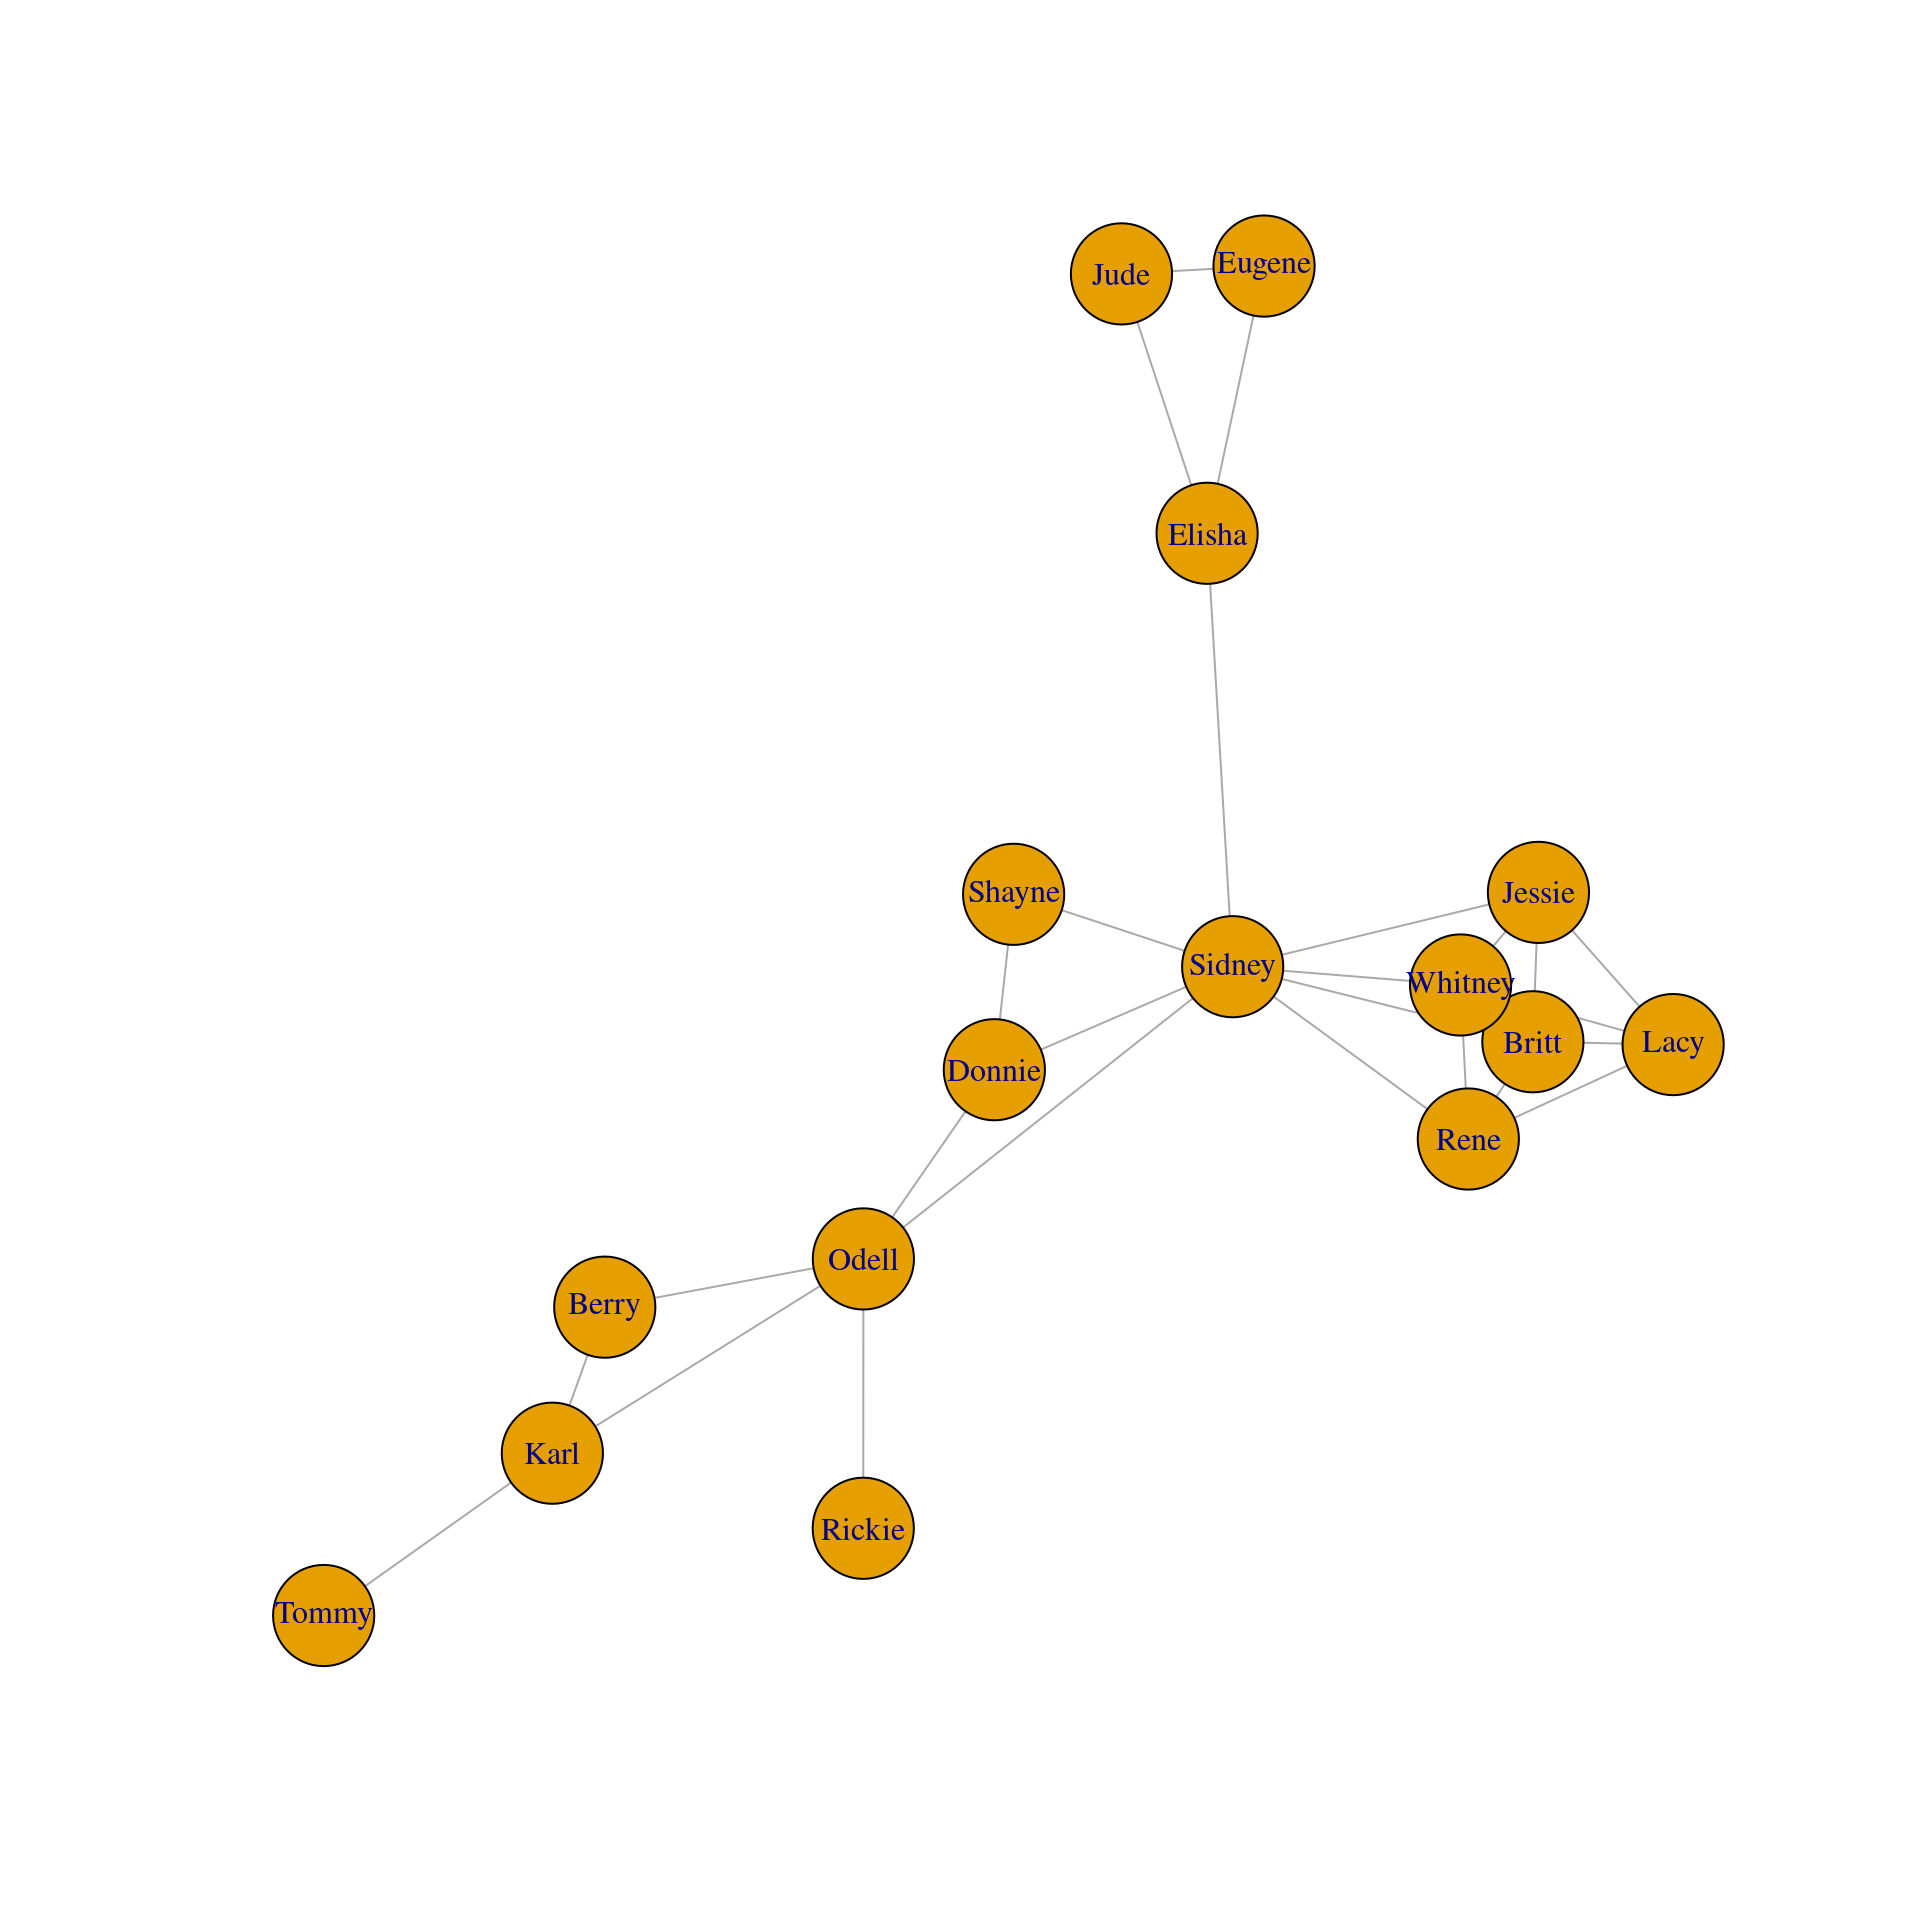 Eugene
Jude
Elisha
Shayne
Jessie
Sidney
Whitney
Britt
Lacy
Donnie
Rene
Odell
Berry
Karl
Rickie
Tommy